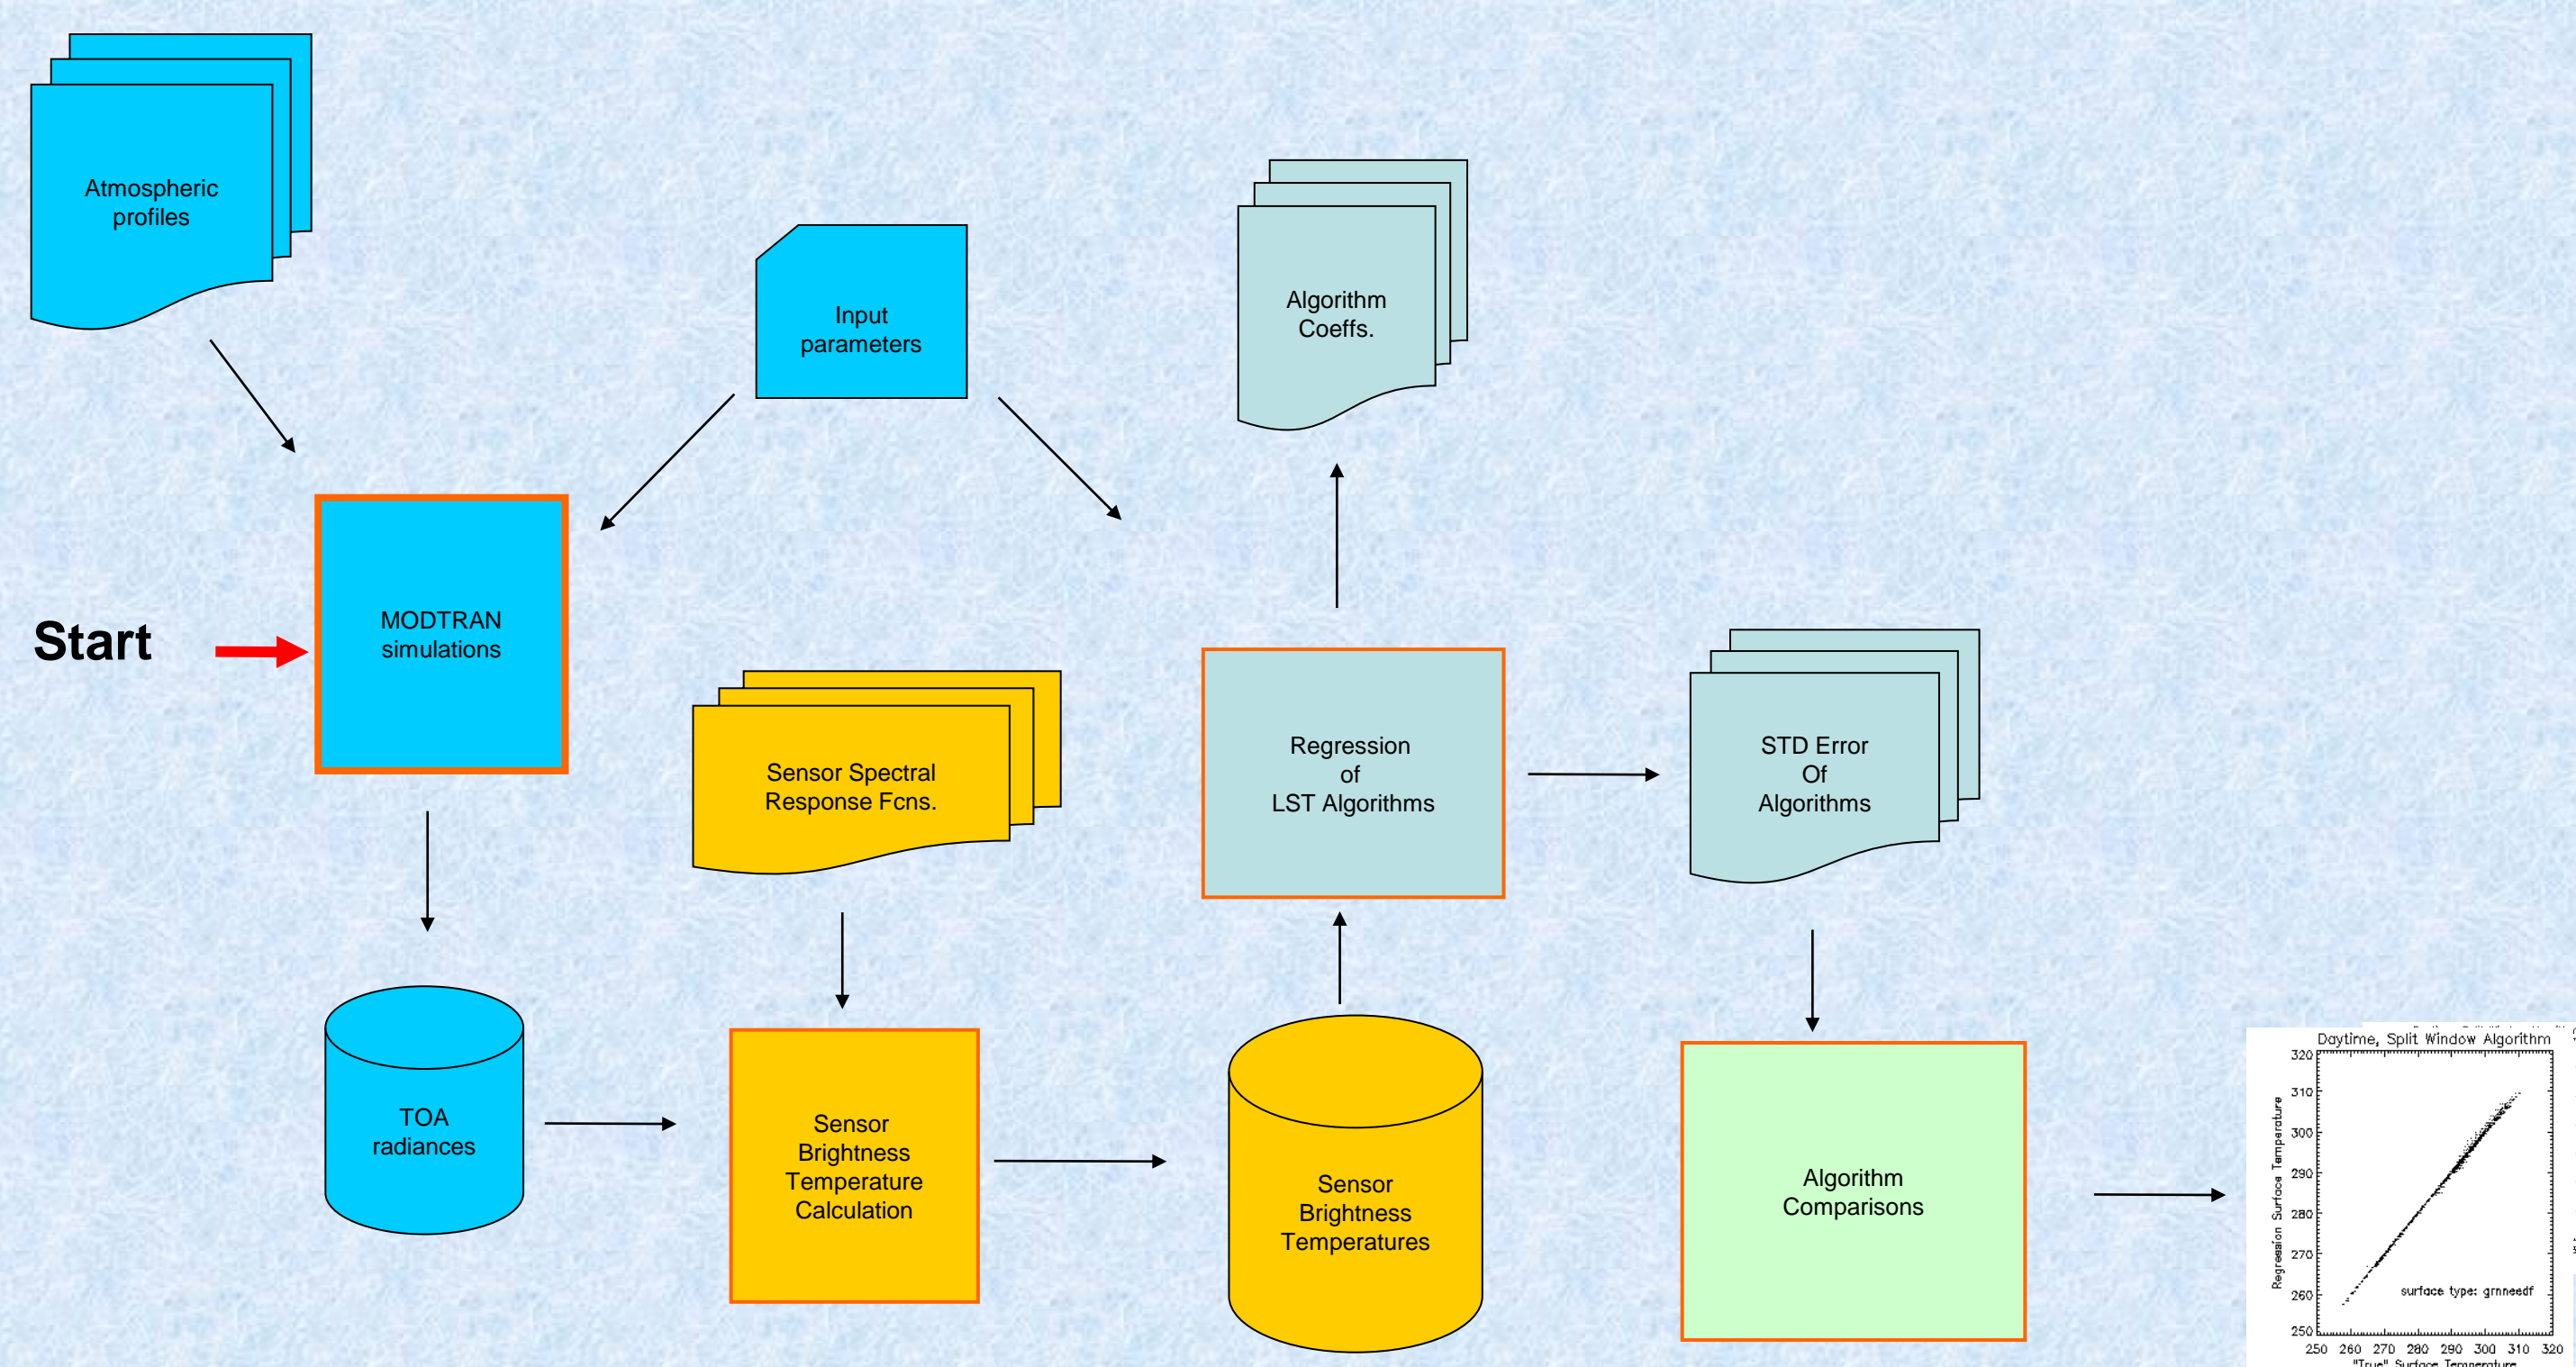 Atmospheric
profiles
Input
parameters
Algorithm
Coeffs.
Start
MODTRAN
simulations
Sensor Spectral
Response Fcns.
Regression
of
LST Algorithms
STD Error
Of
Algorithms
TOA
radiances
Sensor
Brightness
Temperature
Calculation
Sensor
Brightness
Temperatures
Algorithm
Comparisons
Daytime, Split Window Algorithm
Regression Surface Temperature
320
310
300
290
280
270
260
250
surface type: grnneedf
250 260 270 280 290 300 310 320
"True" Surface Temperature